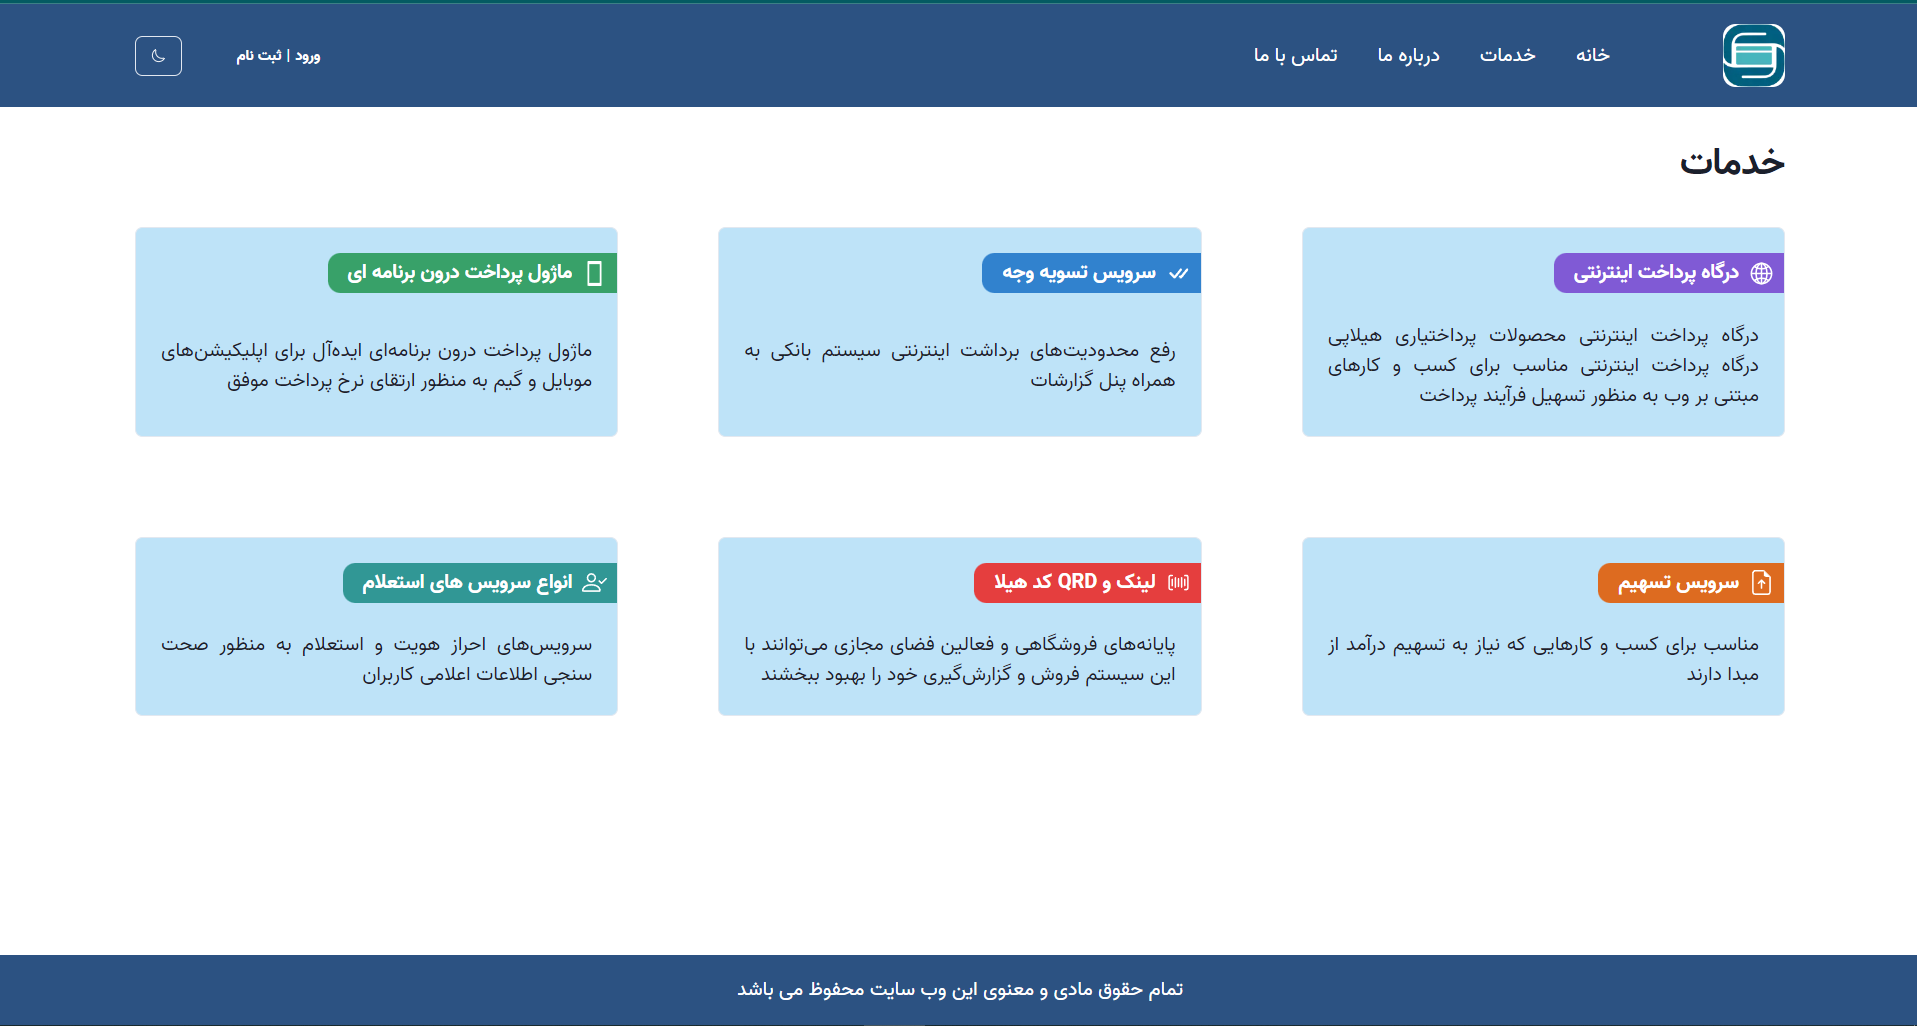 خانه
خدمات
درباره ما
تماس با ما
ورود | ثبت نام
خدمات
درگاه پرداخت اینترنتی
درگاه پرداخت اینترنتی محصولات پرداختیاری هیلاپی
درگاه پرداخت اینترنتی مناسب برای کسب و کارهای
مبتنی بر وب به منظور تسهیل فرآیند پرداخت
سرویس تسویه وجه
رفع محدودیت‌های برداشت اینترنتی سیستم بانکی به
همراه پنل گزارشات
ماژول پرداخت درون برنامه ای
ماژول پرداخت درون برنامه‌ای ایده‌آل برای اپلیکیشن‌های
موبایل و گیم به منظور ارتقای نرخ پرداخت موفق
سرویس تسهیم
مناسب برای کسب و کارهایی که نیاز به تسهیم درآمد از
مبدا دارند
لینک و QRD کد هیلا
پایانه‌های فروشگاهی و فعالین فضای مجازی می‌توانند با
این سیستم فروش و گزارش‌گیری خود را بهبود ببخشند
انواع سرویس های استعلام
سرویس‌های احراز هویت و استعلام به منظور صحت
سنجی اطلاعات اعلامی کاربران
تمام حقوق مادی و معنوی این وب سایت محفوظ می باشد